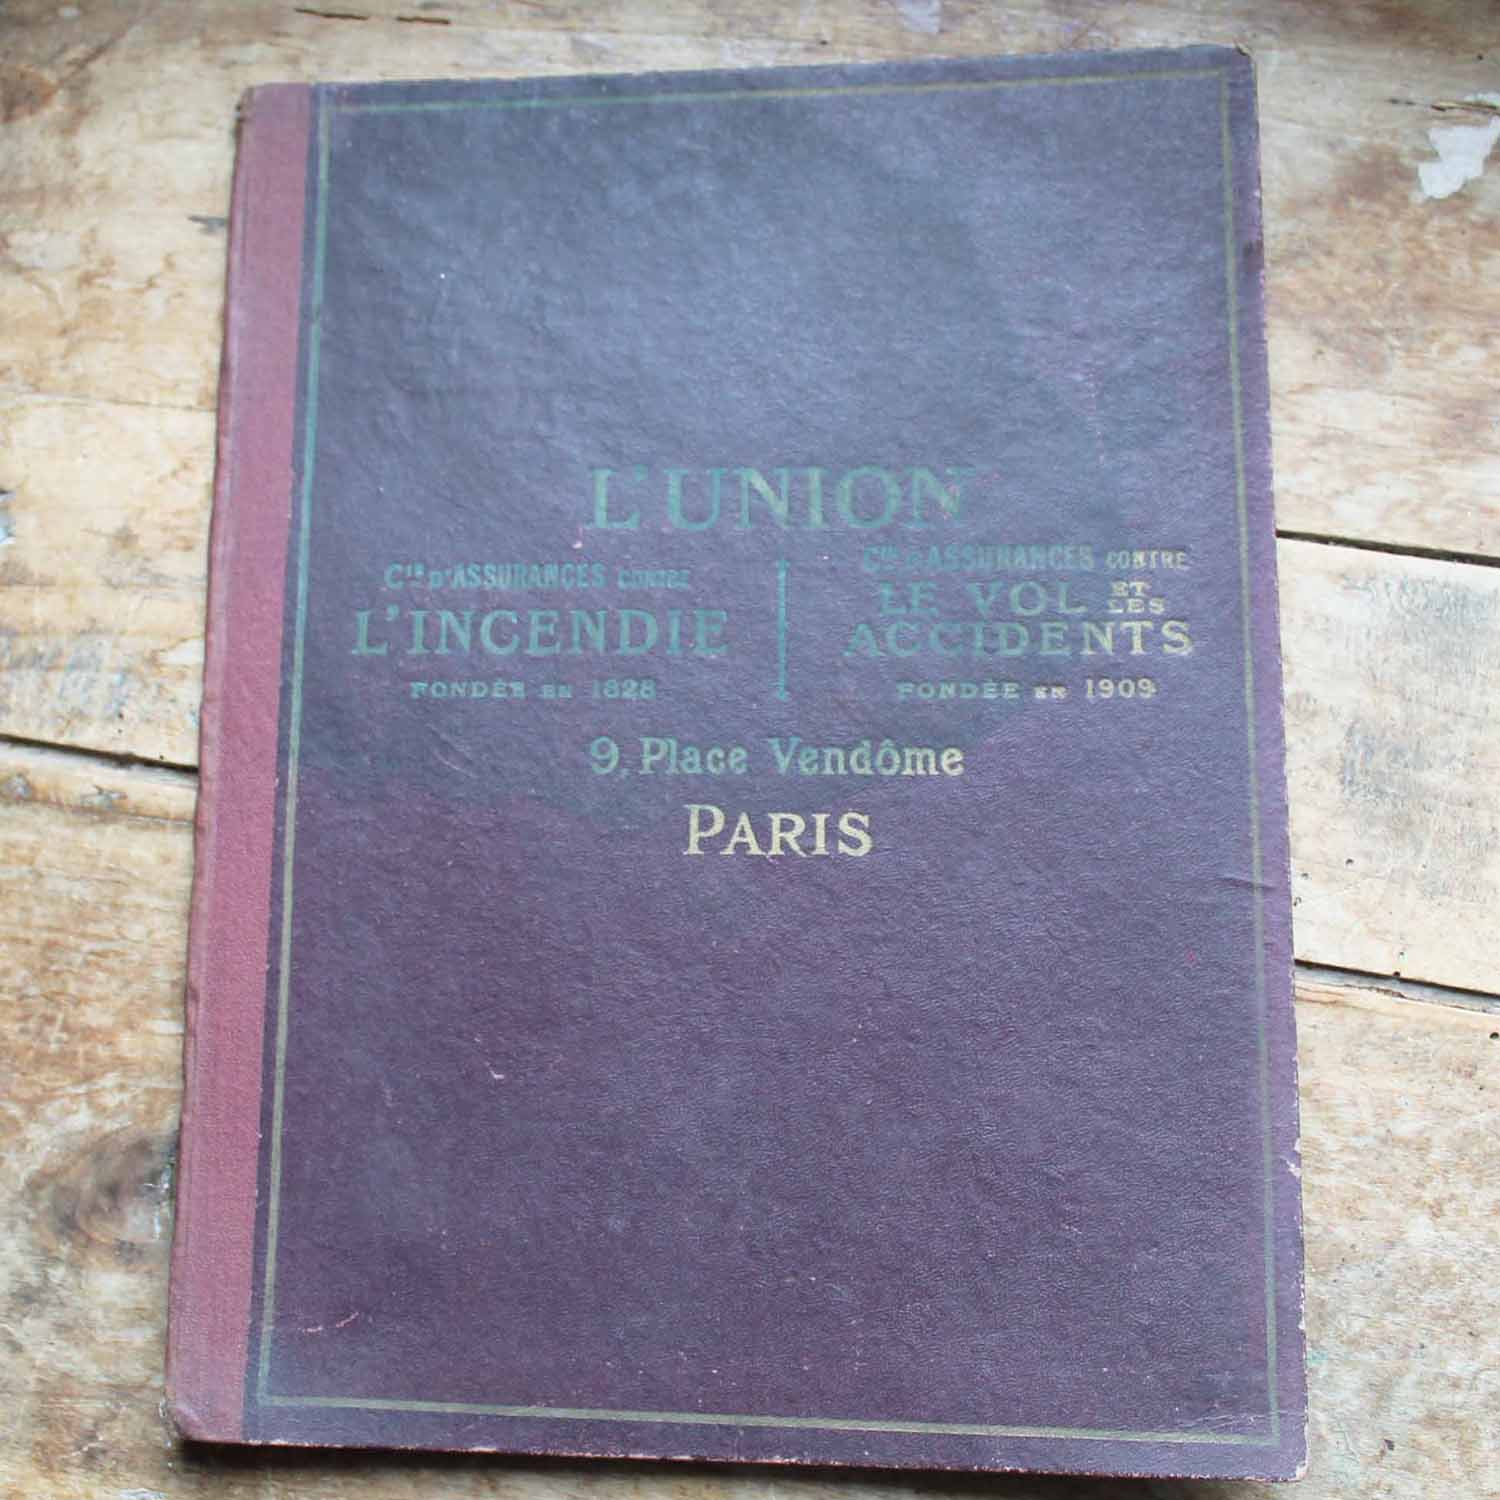 L'UNION
Cie D'ASSURANCES CONTRE
L'INCENDIE
FONDÉE EN 1828
Cie D'ASSURANCES CONTRE
LE VOL ET LES
ACCIDENTS
FONDÉE EN 1909
9, Place Vendôme
PARIS